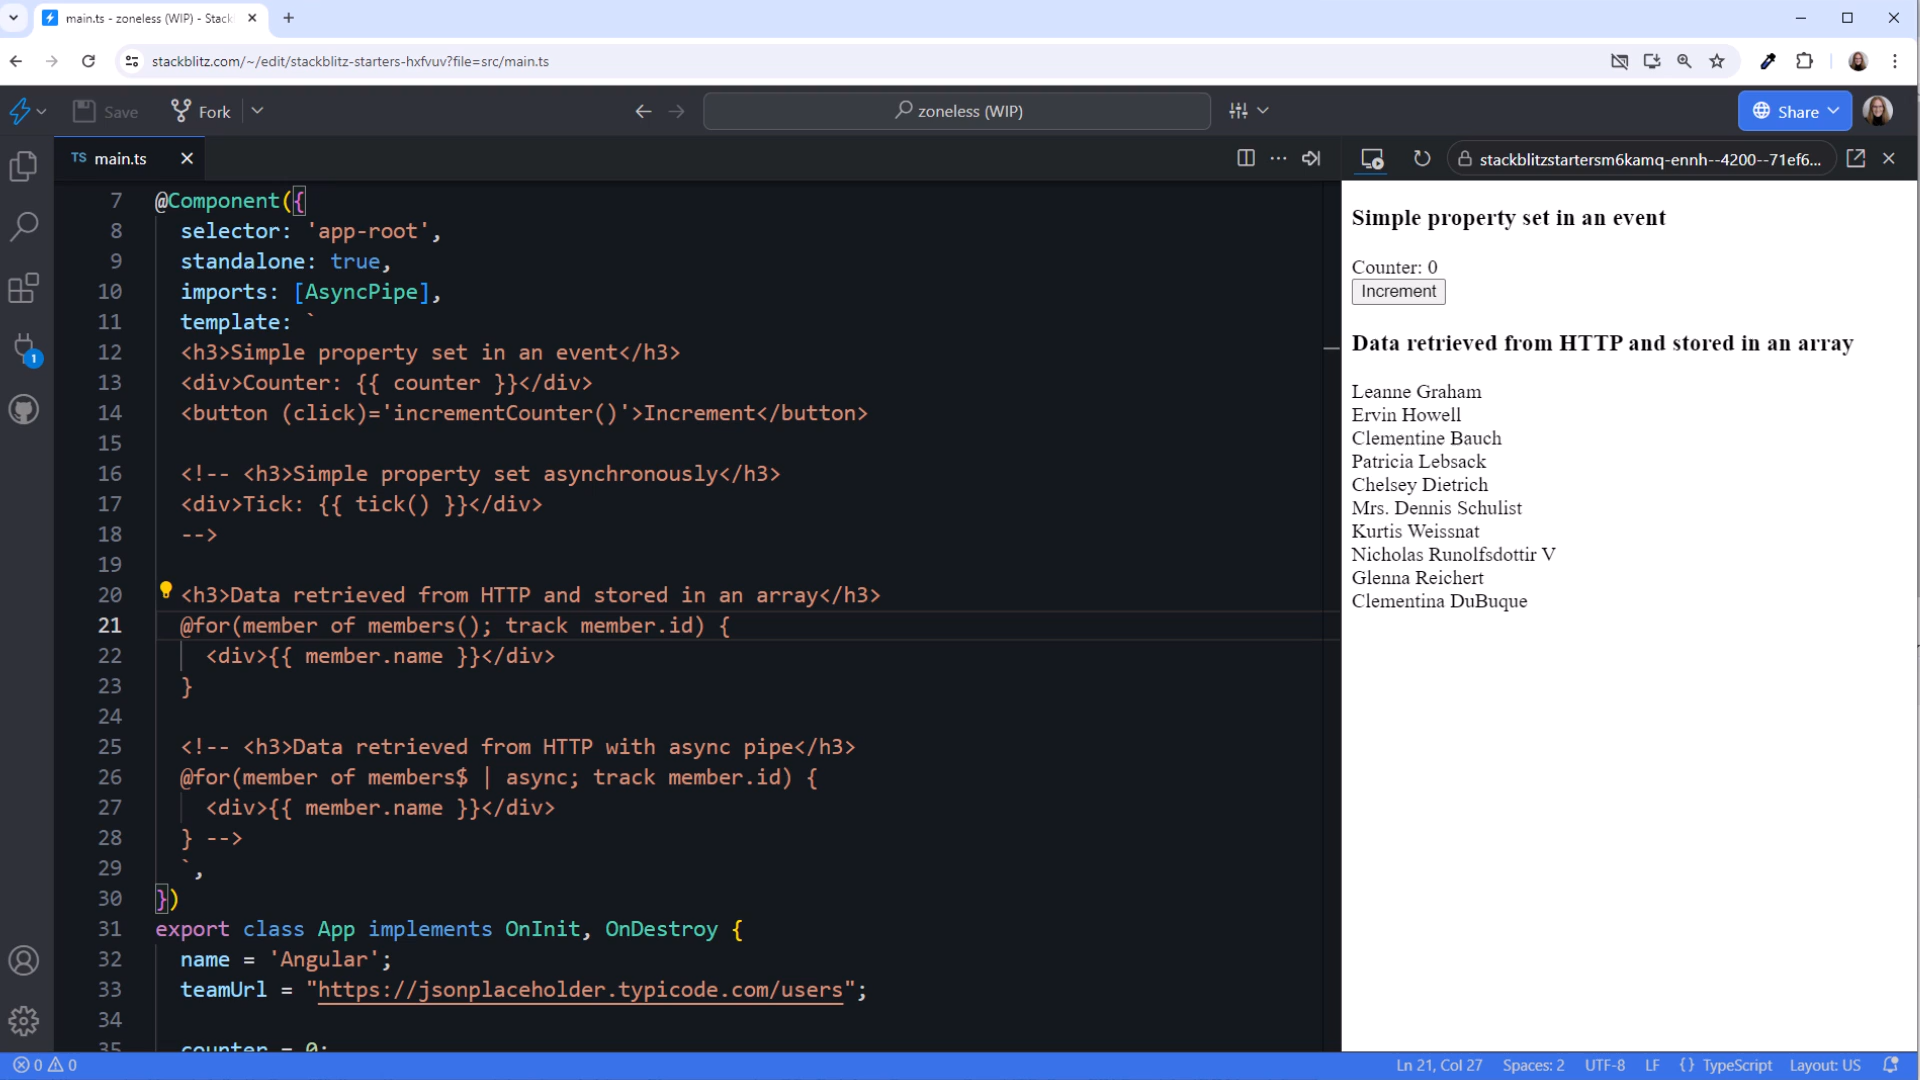 main.ts - zoneless (WIP) - Stack
stackblitz.com/~/edit/stackblitz-starters-hxfvuv?file=src/main.ts
Save
Fork
zoneless (WIP)
Share
TS main.ts
stackblitzstartersm6kamq-ennh--4200--71ef6...
1
7 @Component({
8 selector: 'app-root',
9 standalone: true,
10 imports: [AsyncPipe],
11 template: `
12 <h3>Simple property set in an event</h3>
13 <div>Counter: {{ counter }}</div>
14 <button (click)='incrementCounter()'>Increment</button>
15
16 <!-- <h3>Simple property set asynchronously</h3>
17 <div>Tick: {{ tick() }}</div>
18 -->
19
20 <h3>Data retrieved from HTTP and stored in an array</h3>
21 @for(member of members(); track member.id) {
22 <div>{{ member.name }}</div>
23 }
24
25 <!-- <h3>Data retrieved from HTTP with async pipe</h3>
26 @for(member of members$ | async; track member.id) {
27 <div>{{ member.name }}</div>
28 } -->
29 `,
30 })
31 export class App implements OnInit, OnDestroy {
32 name = 'Angular';
33 teamUrl = "https://jsonplaceholder.typicode.com/users";
34
35 counter = 0;
Simple property set in an event
Counter: 0
Increment
Data retrieved from HTTP and stored in an array
Leanne Graham
Ervin Howell
Clementine Bauch
Patricia Lebsack
Chelsey Dietrich
Mrs. Dennis Schulist
Kurtis Weissnat
Nicholas Runolfsdottir V
Glenna Reichert
Clementina DuBuque
0 0
Ln 21, Col 27 Spaces: 2 UTF-8 LF {} TypeScript Layout: US